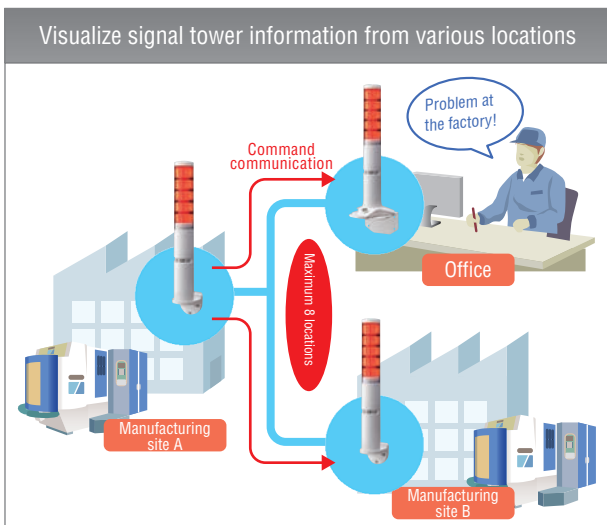 Visualize signal tower information from various locations
Problem at
the factory!
Command
communication
Office
Maximum 8 locations
Manufacturing
site A
Manufacturing
site B